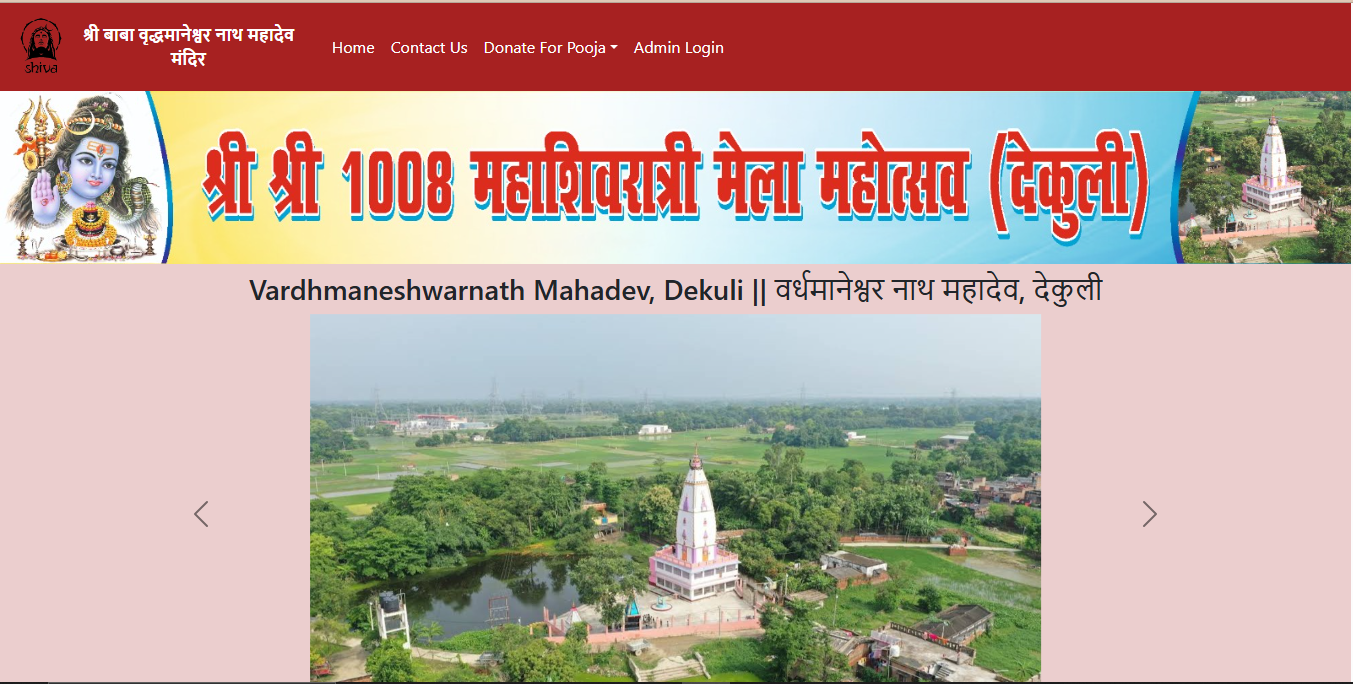 shiva
श्री बाबा वृद्धमानेश्वर नाथ महादेव
मंदिर
Home Contact Us Donate For Pooja Admin Login
श्री श्री 1008 महाशिवरात्री मेला महोत्सव (देकुली)
Vardhmaneshwarnath Mahadev, Dekuli || वर्धमानेश्वर नाथ महादेव, देकुली